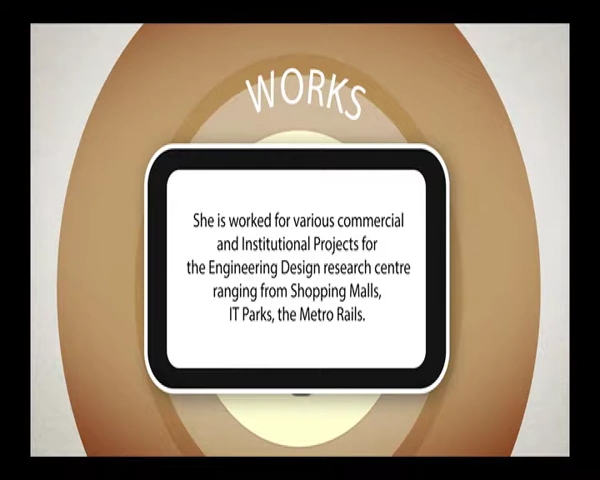 WORKS
She is worked for various commercial
and Institutional Projects for
the Engineering Design research centre
ranging from Shopping Malls,
IT Parks, the Metro Rails.